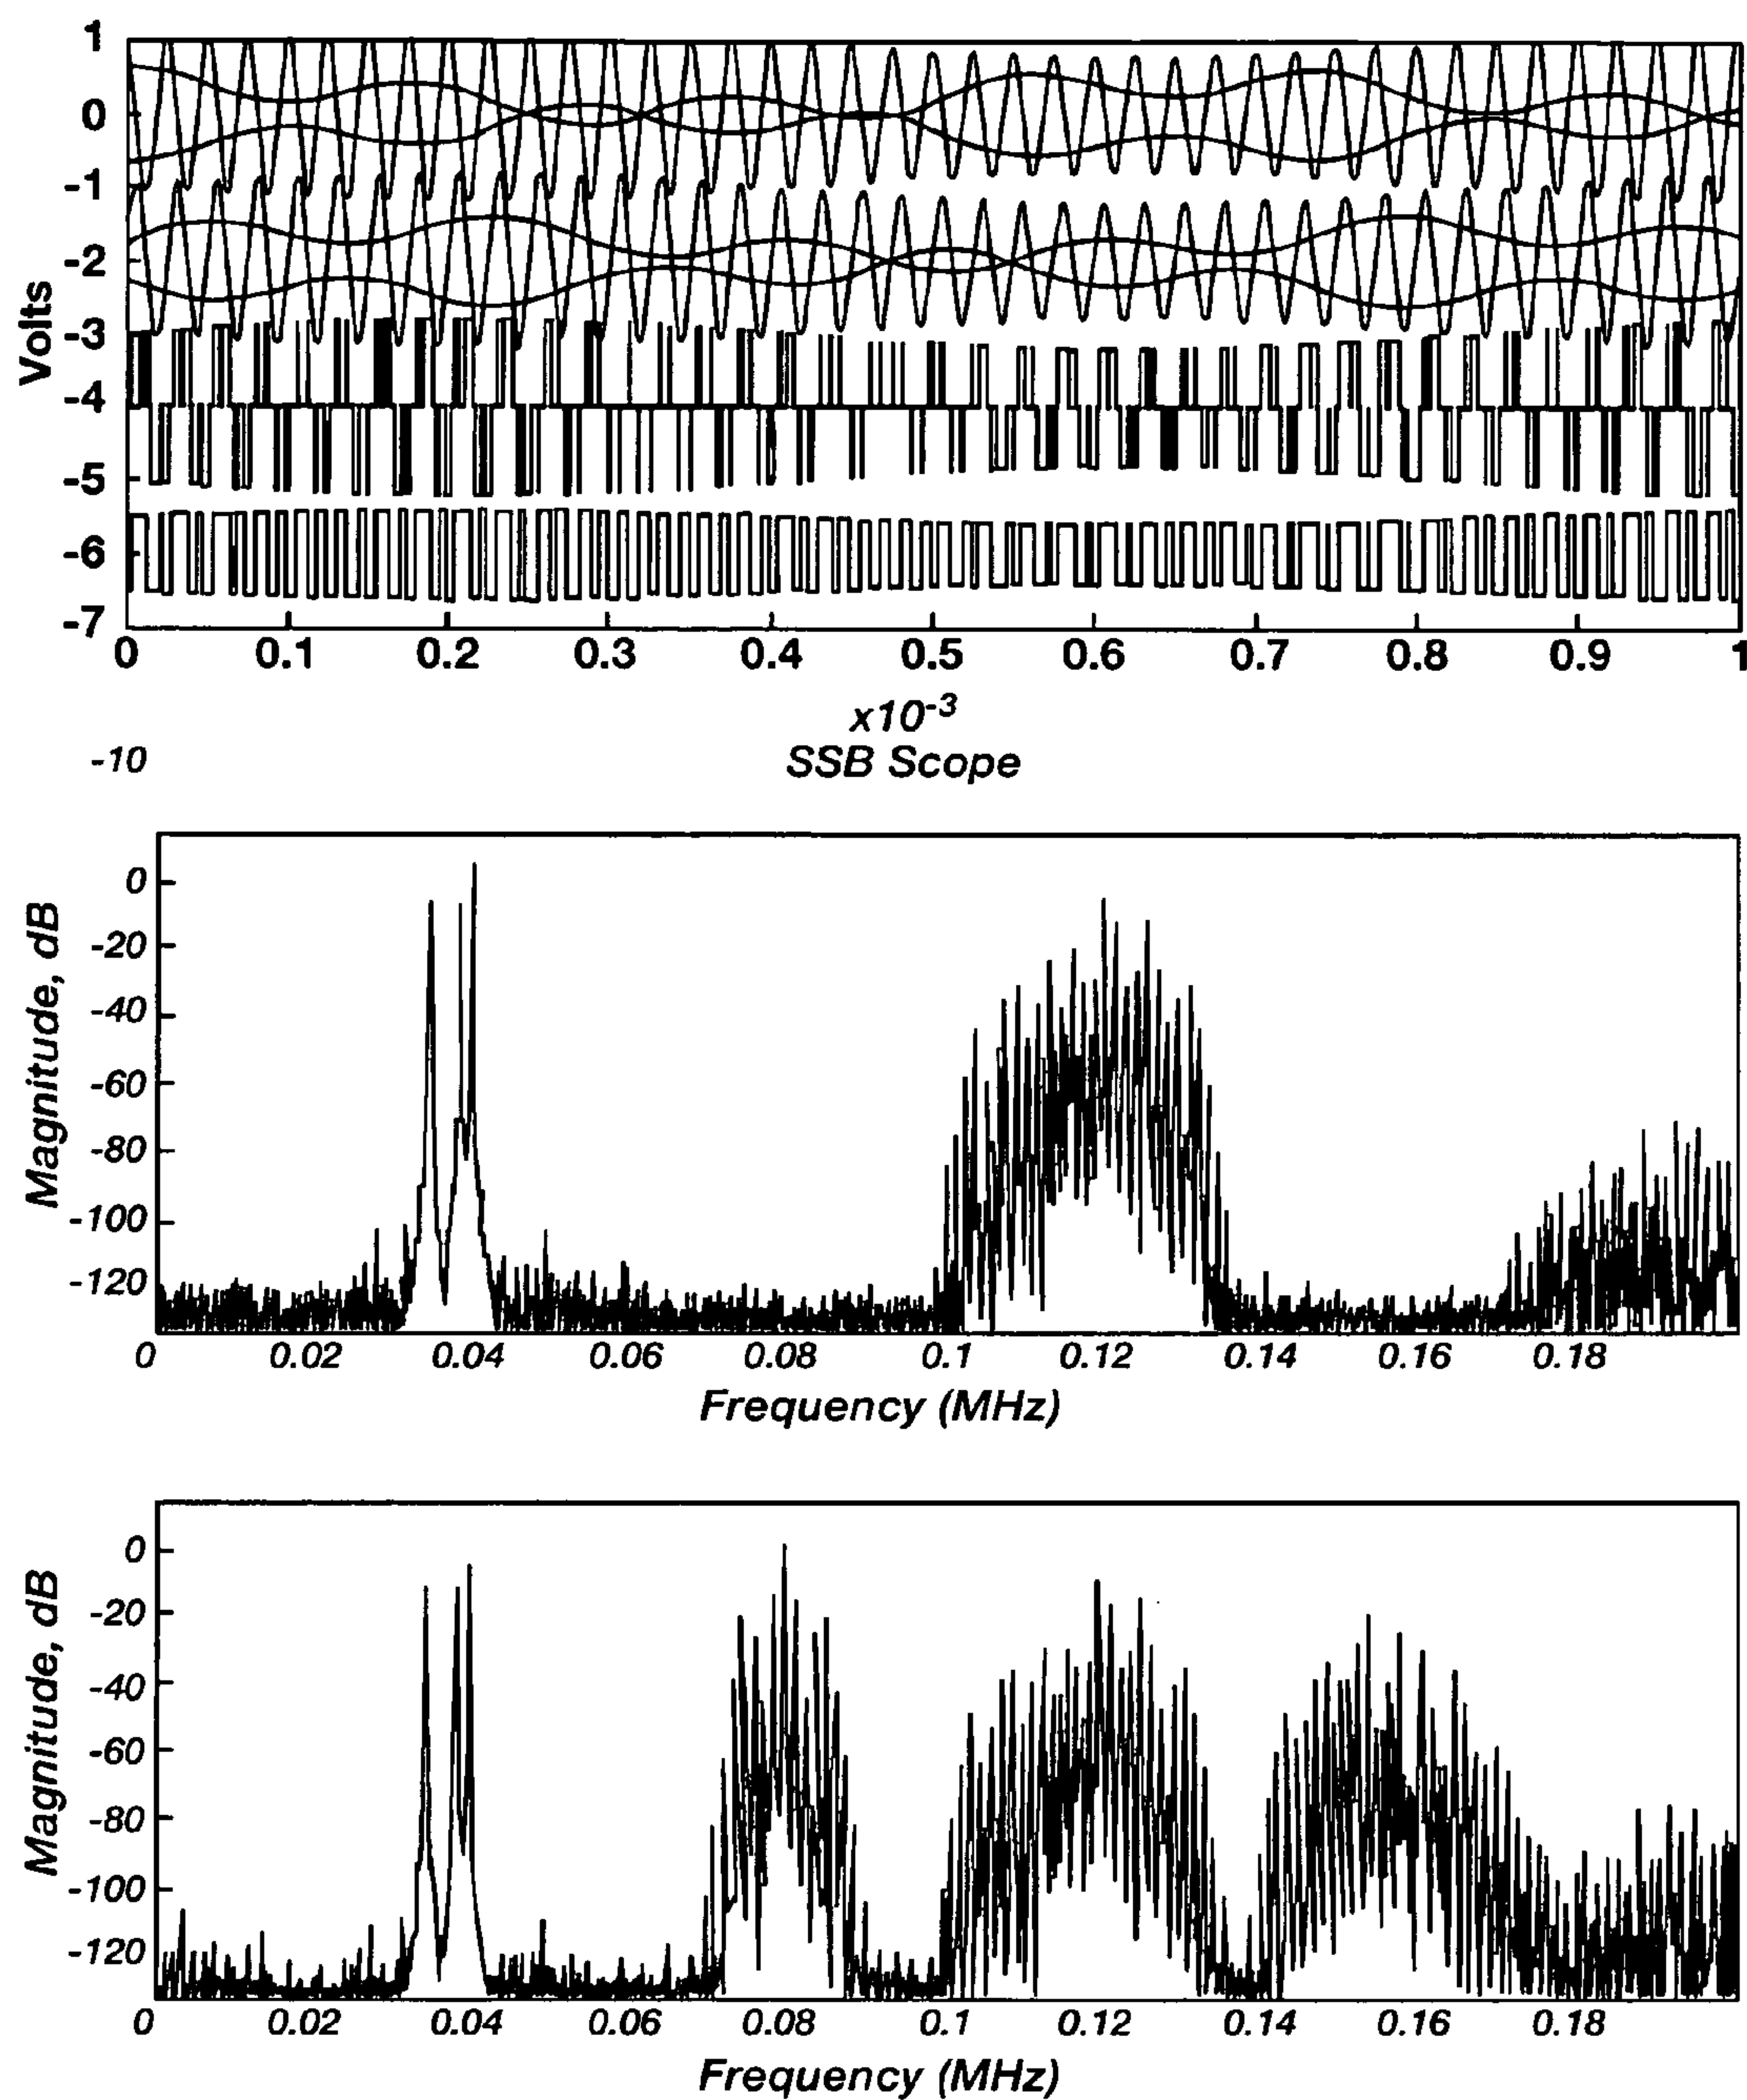 1
0
-1
-2
-3
-4
-5
-6
-7
Volts
0 0.1 0.2 0.3 0.4 0.5 0.6 0.7 0.8 0.9 1
x10-3
SSB Scope
-10
0
-20
-40
-60
-80
-100
-120
Magnitude, dB
0 0.02 0.04 0.06 0.08 0.1 0.12 0.14 0.16 0.18
Frequency (MHz)
0
-20
-40
-60
-80
-100
-120
Magnitude, dB
0 0.02 0.04 0.06 0.08 0.1 0.12 0.14 0.16 0.18
Frequency (MHz)